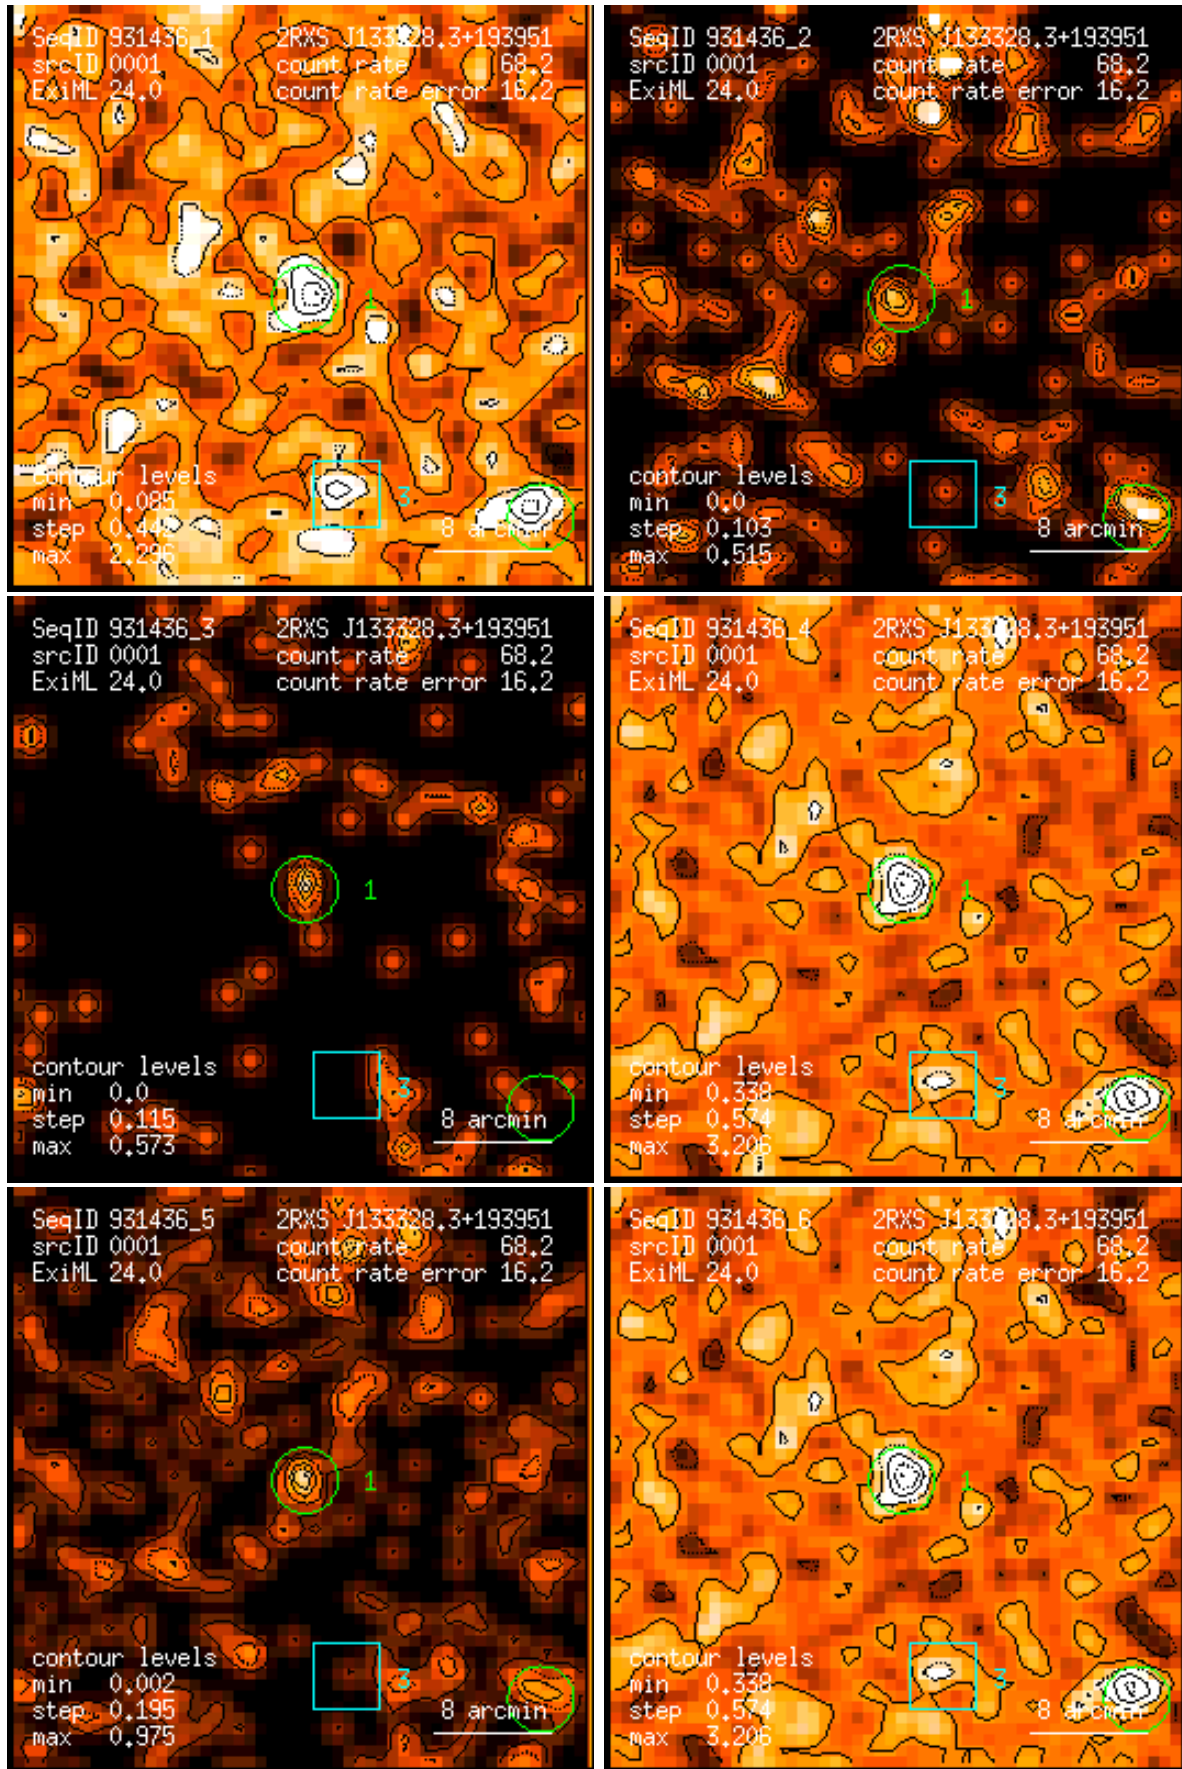 SeqID 931436_1 2RXS J133328.3+193951
srcID 0001 count rate 68.2
ExiML 24.0 count rate error 16.2
1
contour levels
min 0.085
3
step 0.442
8 arcmin
max 2.296
SeqID 931436_2 2RXS J133328.3+193951
srcID 0001 count rate 68.2
ExiML 24.0 count rate error 16.2
1
contour levels
min 0.0
3
step 0.103
8 arcmin
max 0.515
SeqID 931436_3 2RXS J133328.3+193951
srcID 0001 count rate 68.2
ExiML 24.0 count rate error 16.2
1
contour levels
min 0.0
3
step 0.115
8 arcmin
max 0.573
SeqID 931436_4 2RXS J133328.3+193951
srcID 0001 count rate 68.2
ExiML 24.0 count rate error 16.2
1
contour levels
min 0.338
3
step 0.574
8 arcmin
max 3.206
SeqID 931436_5 2RXS J133328.3+193951
srcID 0001 count rate 68.2
ExiML 24.0 count rate error 16.2
1
contour levels
min 0.002
3
step 0.195
8 arcmin
max 0.975
SeqID 931436_6 2RXS J133328.3+193951
srcID 0001 count rate 68.2
ExiML 24.0 count rate error 16.2
1
contour levels
min 0.338
3
step 0.574
8 arcmin
max 3.206